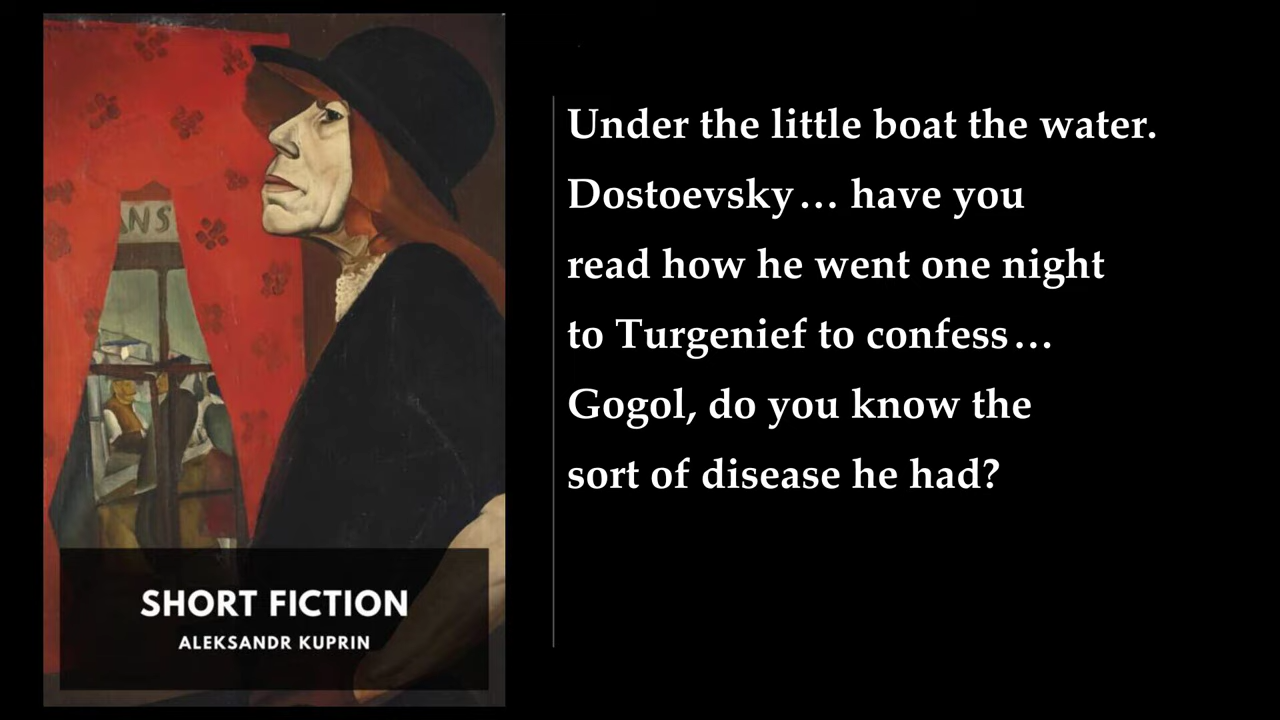 ANS
SHORT FICTION
ALEKSANDR KUPRIN
Under the little boat the water.
Dostoevsky… have you
read how he went one night
to Turgenief to confess…
Gogol, do you know the
sort of disease he had?